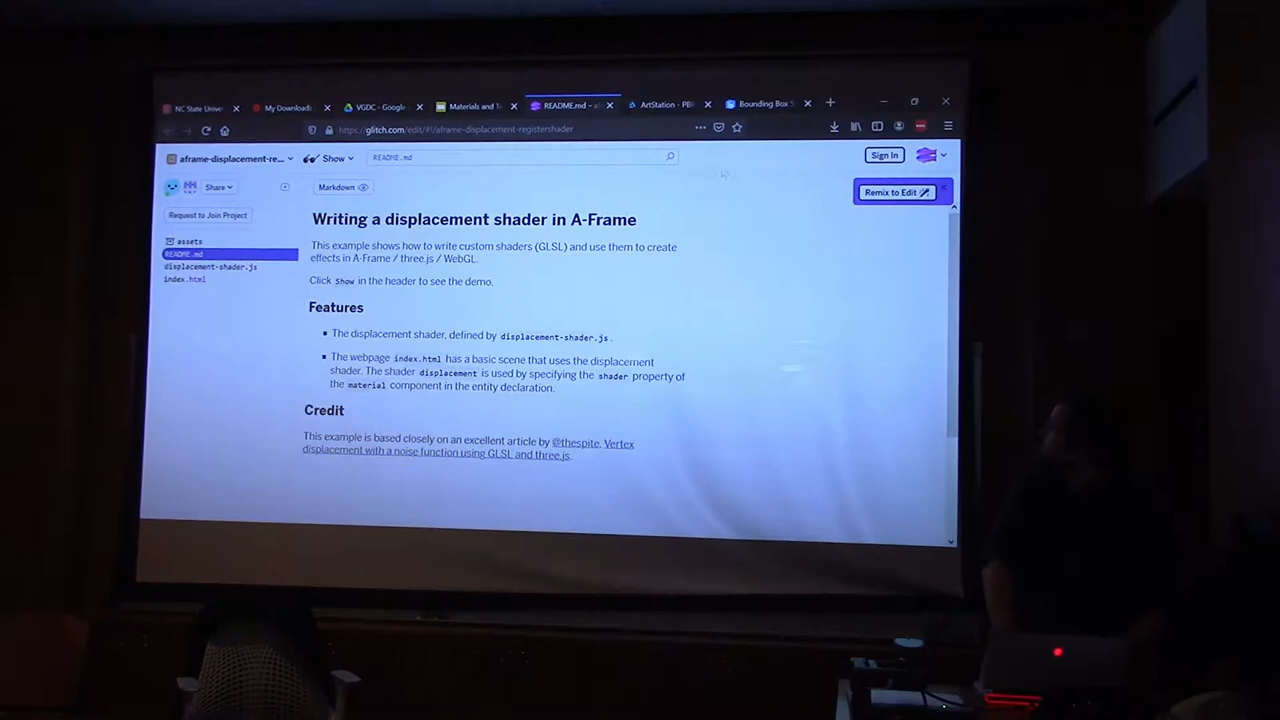 NC State Unive
My Downloads
VGDC - Google
Materials and Te
README.md - a
ArtStation - PBR
Bounding Box S
https://glitch.com/edit/#!/aframe-displacement-registershader
aframe-displacement-re...
Show
README.md
Sign In
Share
Markdown
Remix to Edit
Request to Join Project
assets
README.md
displacement-shader.js
index.html
Writing a displacement shader in A-Frame
This example shows how to write custom shaders (GLSL) and use them to create
effects in A-Frame / three.js / WebGL.
Click Show in the header to see the demo.
Features
The displacement shader, defined by displacement-shader.js.
The webpage index.html has a basic scene that uses the displacement
shader. The shader displacement is used by specifying the shader property of
the material component in the entity declaration.
Credit
This example is based closely on an excellent article by @thespite, Vertex
displacement with a noise function using GLSL and three.js.